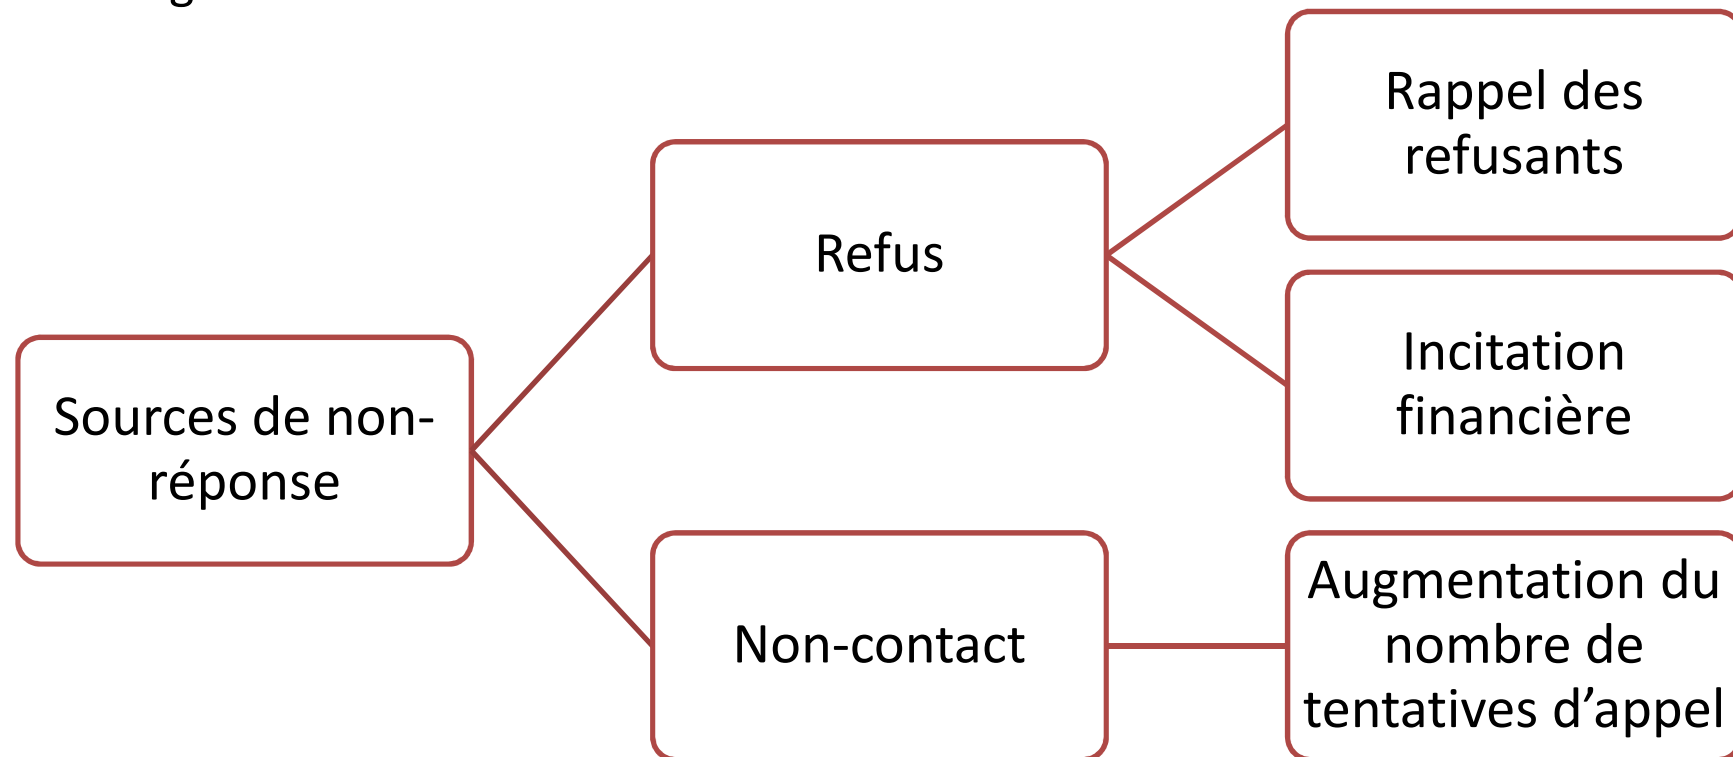 Rappel des
refusants
Refus
Incitation
financière
Sources de non-
réponse
Non-contact
Augmentation du
nombre de
tentatives d’appel